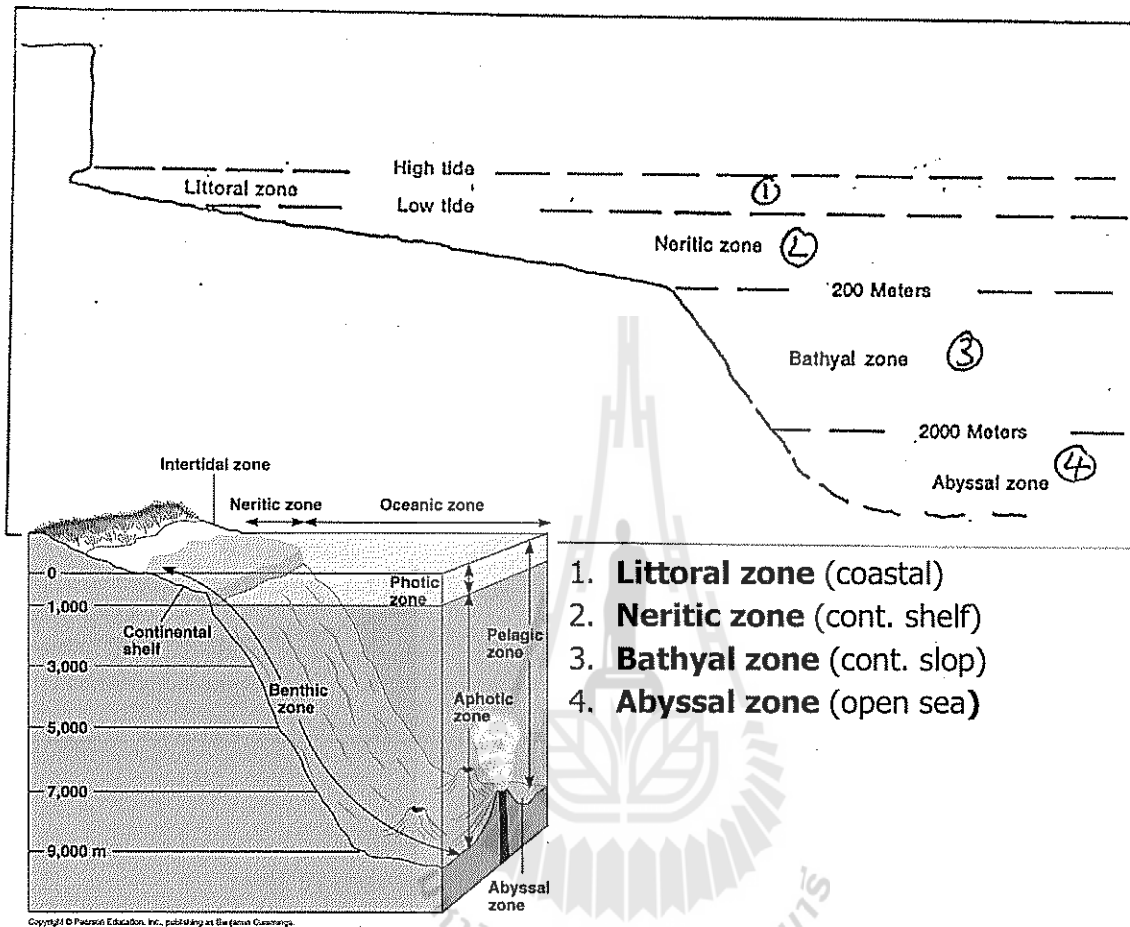 High tide
Littoral zone
①
Low tide
Neritic zone ②
200 Meters
Bathyal zone ③
2000 Meters
Abyssal zone ④
Intertidal zone
Neritic zone
Oceanic zone
0
Photic
zone
1,000
Continental
shelf
Pelagic
zone
3,000
Benthic
zone
Aphotic
zone
5,000
7,000
9,000 m
Abyssal
zone
Copyright © Pearson Education, Inc., publishing as Benjamin Cummings.
1. Littoral zone (coastal)
2. Neritic zone (cont. shelf)
3. Bathyal zone (cont. slop)
4. Abyssal zone (open sea)